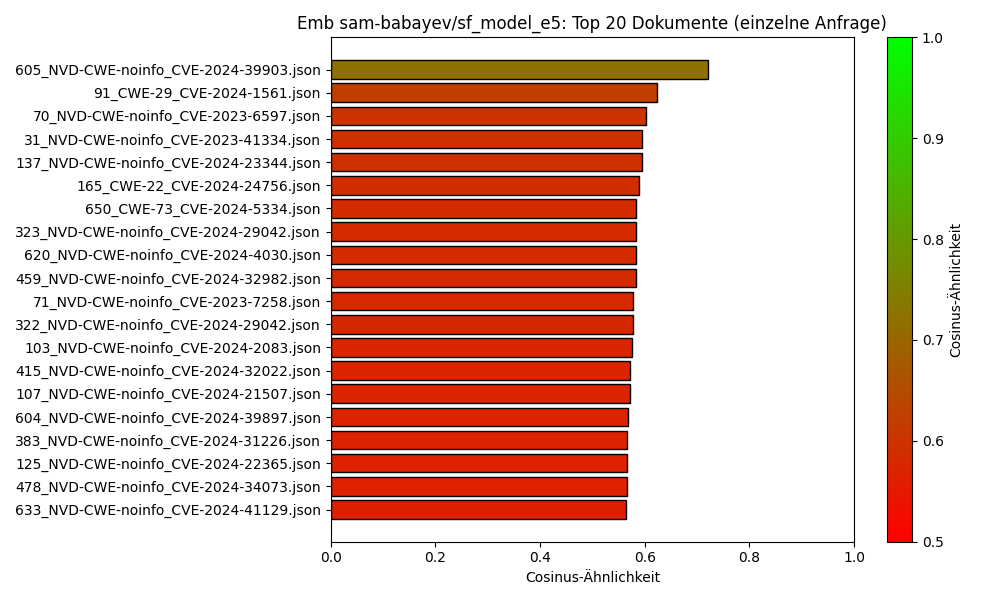 Emb sam-babayev/sf_model_e5: Top 20 Dokumente (einzelne Anfrage)
605_NVD-CWE-noinfo_CVE-2024-39903.json
91_CWE-29_CVE-2024-1561.json
70_NVD-CWE-noinfo_CVE-2023-6597.json
31_NVD-CWE-noinfo_CVE-2023-41334.json
137_NVD-CWE-noinfo_CVE-2024-23344.json
165_CWE-22_CVE-2024-24756.json
650_CWE-73_CVE-2024-5334.json
323_NVD-CWE-noinfo_CVE-2024-29042.json
620_NVD-CWE-noinfo_CVE-2024-4030.json
459_NVD-CWE-noinfo_CVE-2024-32982.json
71_NVD-CWE-noinfo_CVE-2023-7258.json
322_NVD-CWE-noinfo_CVE-2024-29042.json
103_NVD-CWE-noinfo_CVE-2024-2083.json
415_NVD-CWE-noinfo_CVE-2024-32022.json
107_NVD-CWE-noinfo_CVE-2024-21507.json
604_NVD-CWE-noinfo_CVE-2024-39897.json
383_NVD-CWE-noinfo_CVE-2024-31226.json
125_NVD-CWE-noinfo_CVE-2024-22365.json
478_NVD-CWE-noinfo_CVE-2024-34073.json
633_NVD-CWE-noinfo_CVE-2024-41129.json
0.0 0.2 0.4 0.6 0.8 1.0
Cosinus-Ähnlichkeit
1.0
0.9
0.8
0.7
0.6
0.5
Cosinus-Ähnlichkeit